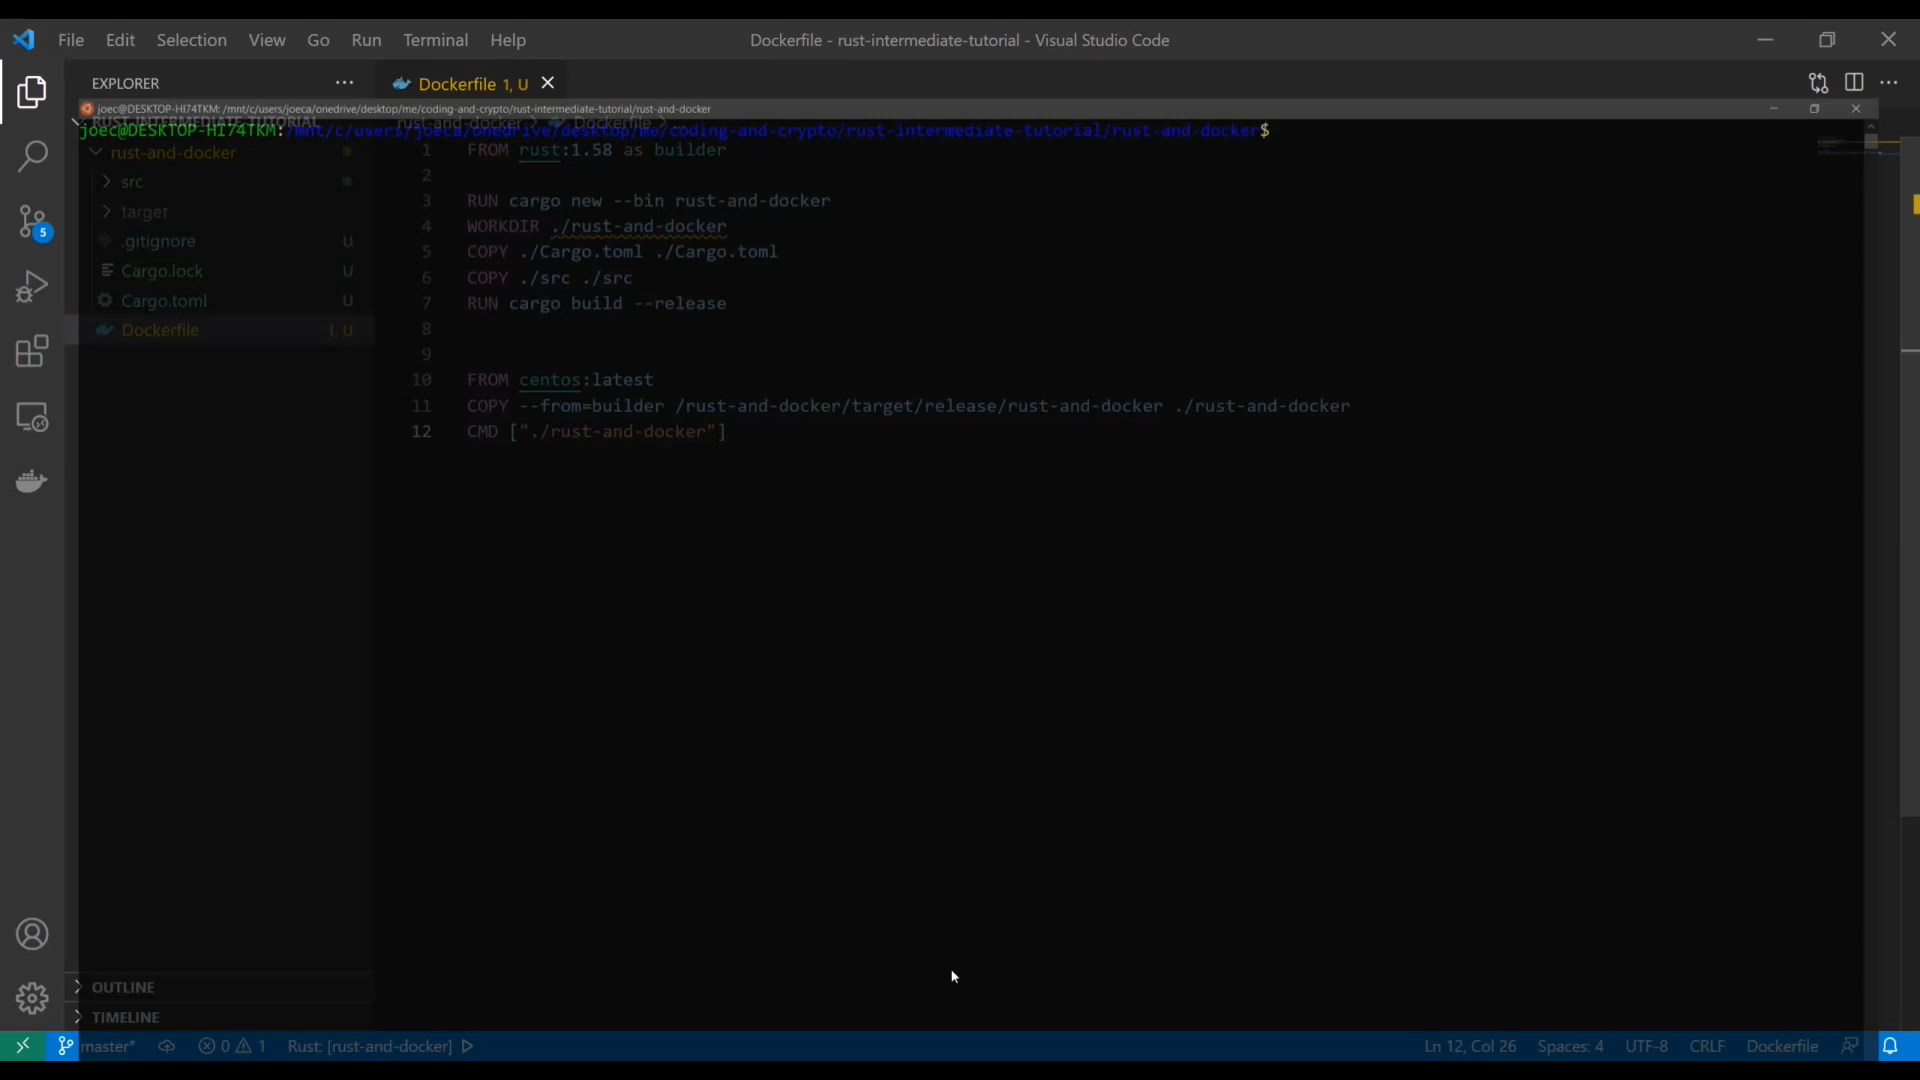 File Edit Selection View Go Run Terminal Help
Dockerfile - rust-intermediate-tutorial - Visual Studio Code
EXPLORER
Dockerfile 1, U
joec@DESKTOP-HI74TKM: /mnt/c/users/joeca/onedrive/desktop/me/coding-and-crypto/rust-intermediate-tutorial/rust-and-docker
RUST-INTERMEDIATE-TUTORIAL
rust-and-docker > Dockerfile > ...
joec@DESKTOP-HI74TKM:/mnt/c/users/joeca/onedrive/desktop/me/coding-and-crypto/rust-intermediate-tutorial/rust-and-docker$
rust-and-docker
src
target
.gitignore U
Cargo.lock U
Cargo.toml U
Dockerfile 1, U
1 FROM rust:1.58 as builder
2
3 RUN cargo new --bin rust-and-docker
4 WORKDIR ./rust-and-docker
5 COPY ./Cargo.toml ./Cargo.toml
6 COPY ./src ./src
7 RUN cargo build --release
8
9
10 FROM centos:latest
11 COPY --from=builder /rust-and-docker/target/release/rust-and-docker ./rust-and-docker
12 CMD ["./rust-and-docker"]
5
OUTLINE
TIMELINE
master* 0 1 Rust: [rust-and-docker]
Ln 12, Col 26 Spaces: 4 UTF-8 CRLF Dockerfile